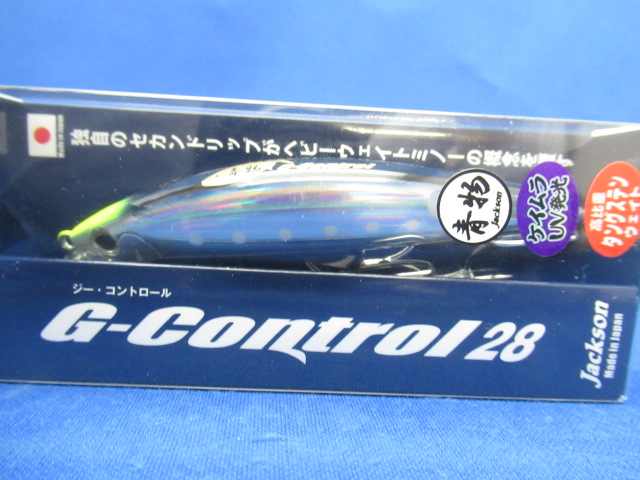 独自のセカンドリップがヘビーウェイトミノーの概念を
青物
Jackson
ケイムラ
UV発光
高比重
タングステン
ウェイト
ジー・コントロール
G-Control 28
Jackson
Made in Japan